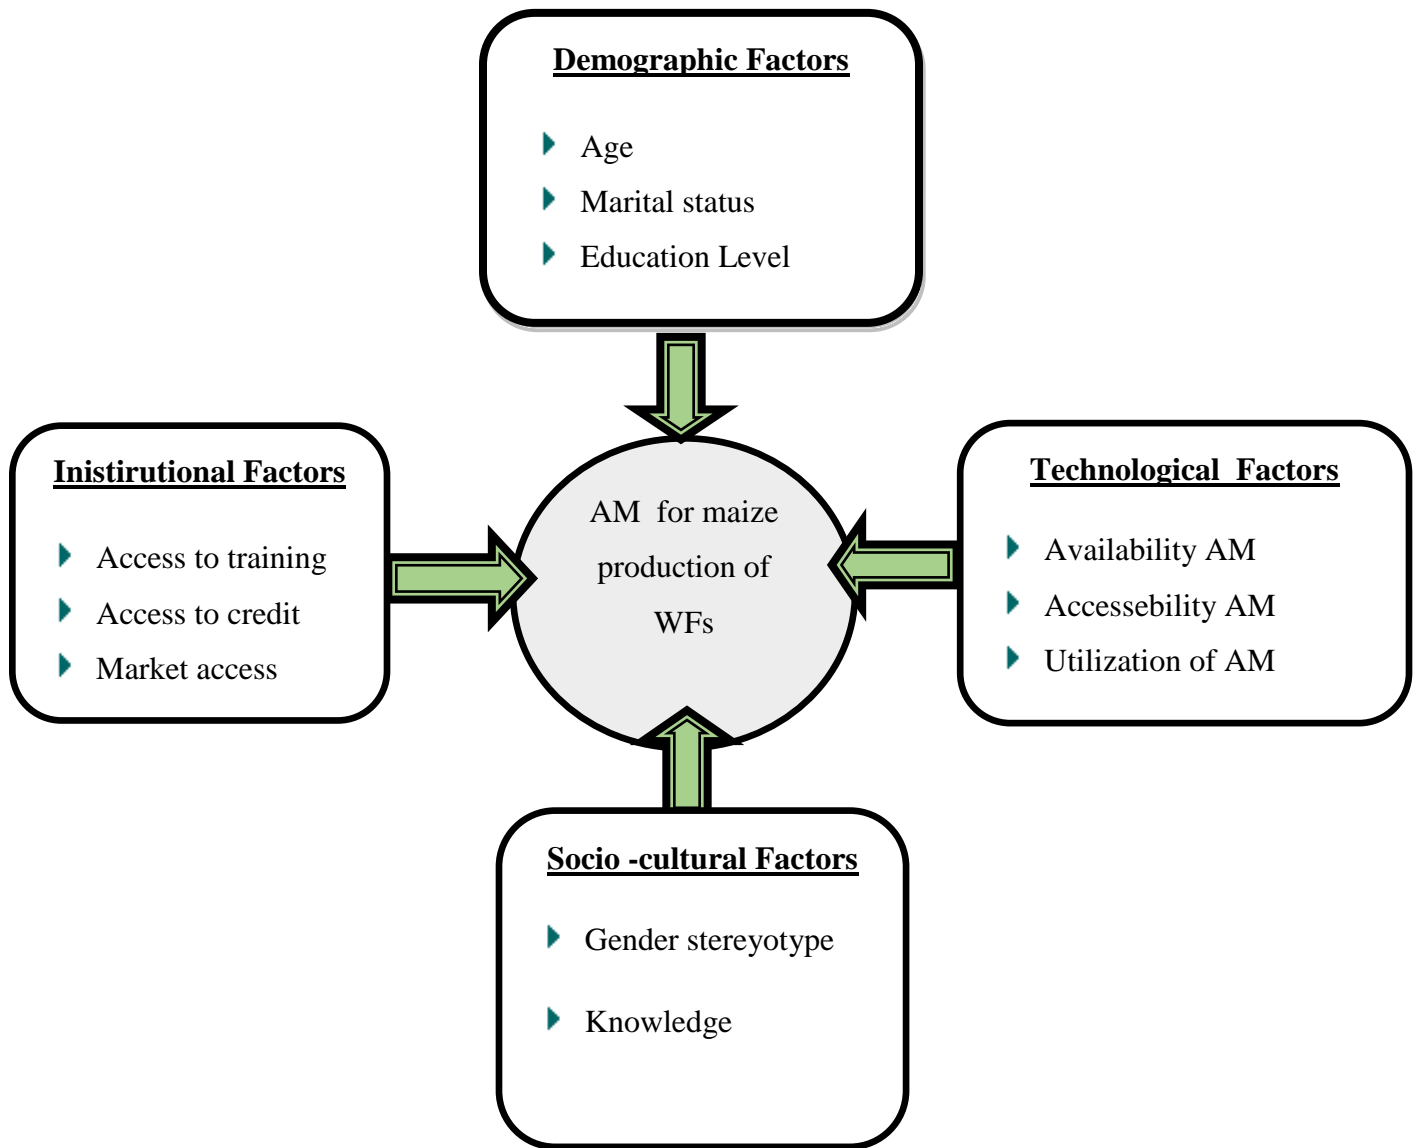 Demographic Factors
Age
Marital status
Education Level
Inistirutional Factors
Access to training
Access to credit
Market access
AM for maize
production of
WFs
Technological Factors
Availability AM
Accessebility AM
Utilization of AM
Socio -cultural Factors
Gender stereyotype
Knowledge